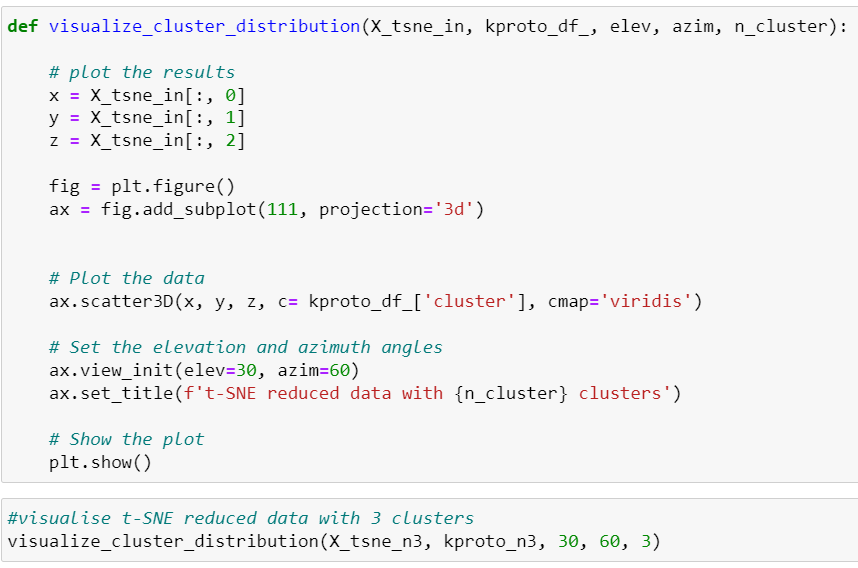 def visualize_cluster_distribution(X_tsne_in, kproto_df_, elev, azim, n_cluster):
# plot the results
x = X_tsne_in[:, 0]
y = X_tsne_in[:, 1]
z = X_tsne_in[:, 2]
fig = plt.figure()
ax = fig.add_subplot(111, projection='3d')
# Plot the data
ax.scatter3D(x, y, z, c= kproto_df_['cluster'], cmap='viridis')
# Set the elevation and azimuth angles
ax.view_init(elev=30, azim=60)
ax.set_title(f't-SNE reduced data with {n_cluster} clusters')
# Show the plot
plt.show()
#visualise t-SNE reduced data with 3 clusters
visualize_cluster_distribution(X_tsne_n3, kproto_n3, 30, 60, 3)